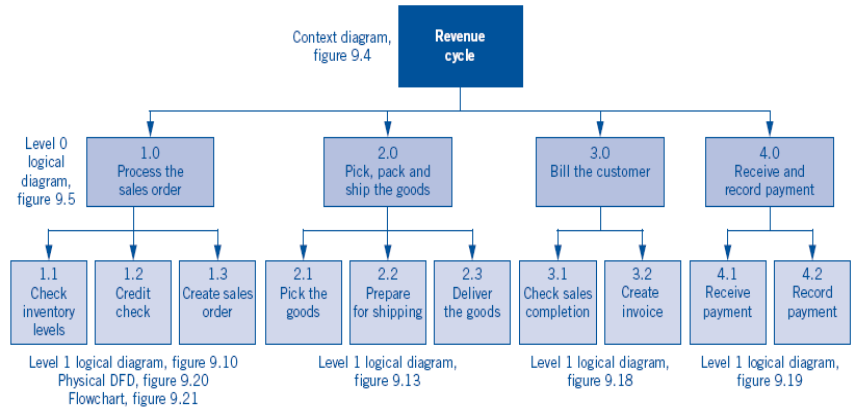 Context diagram,
figure 9.4
Revenue
cycle
Level 0
logical
diagram,
figure 9.5
1.0
Process the
sales order
2.0
Pick, pack and
ship the goods
3.0
Bill the customer
4.0
Receive and
record payment
1.1
Check
inventory
levels
1.2
Credit
check
1.3
Create sales
order
2.1
Pick the
goods
2.2
Prepare
for shipping
2.3
Deliver
the goods
3.1
Check sales
completion
3.2
Create
invoice
4.1
Receive
payment
4.2
Record
payment
Level 1 logical diagram, figure 9.10
Physical DFD, figure 9.20
Flowchart, figure 9.21
Level 1 logical diagram,
figure 9.13
Level 1 logical diagram,
figure 9.18
Level 1 logical diagram,
figure 9.19